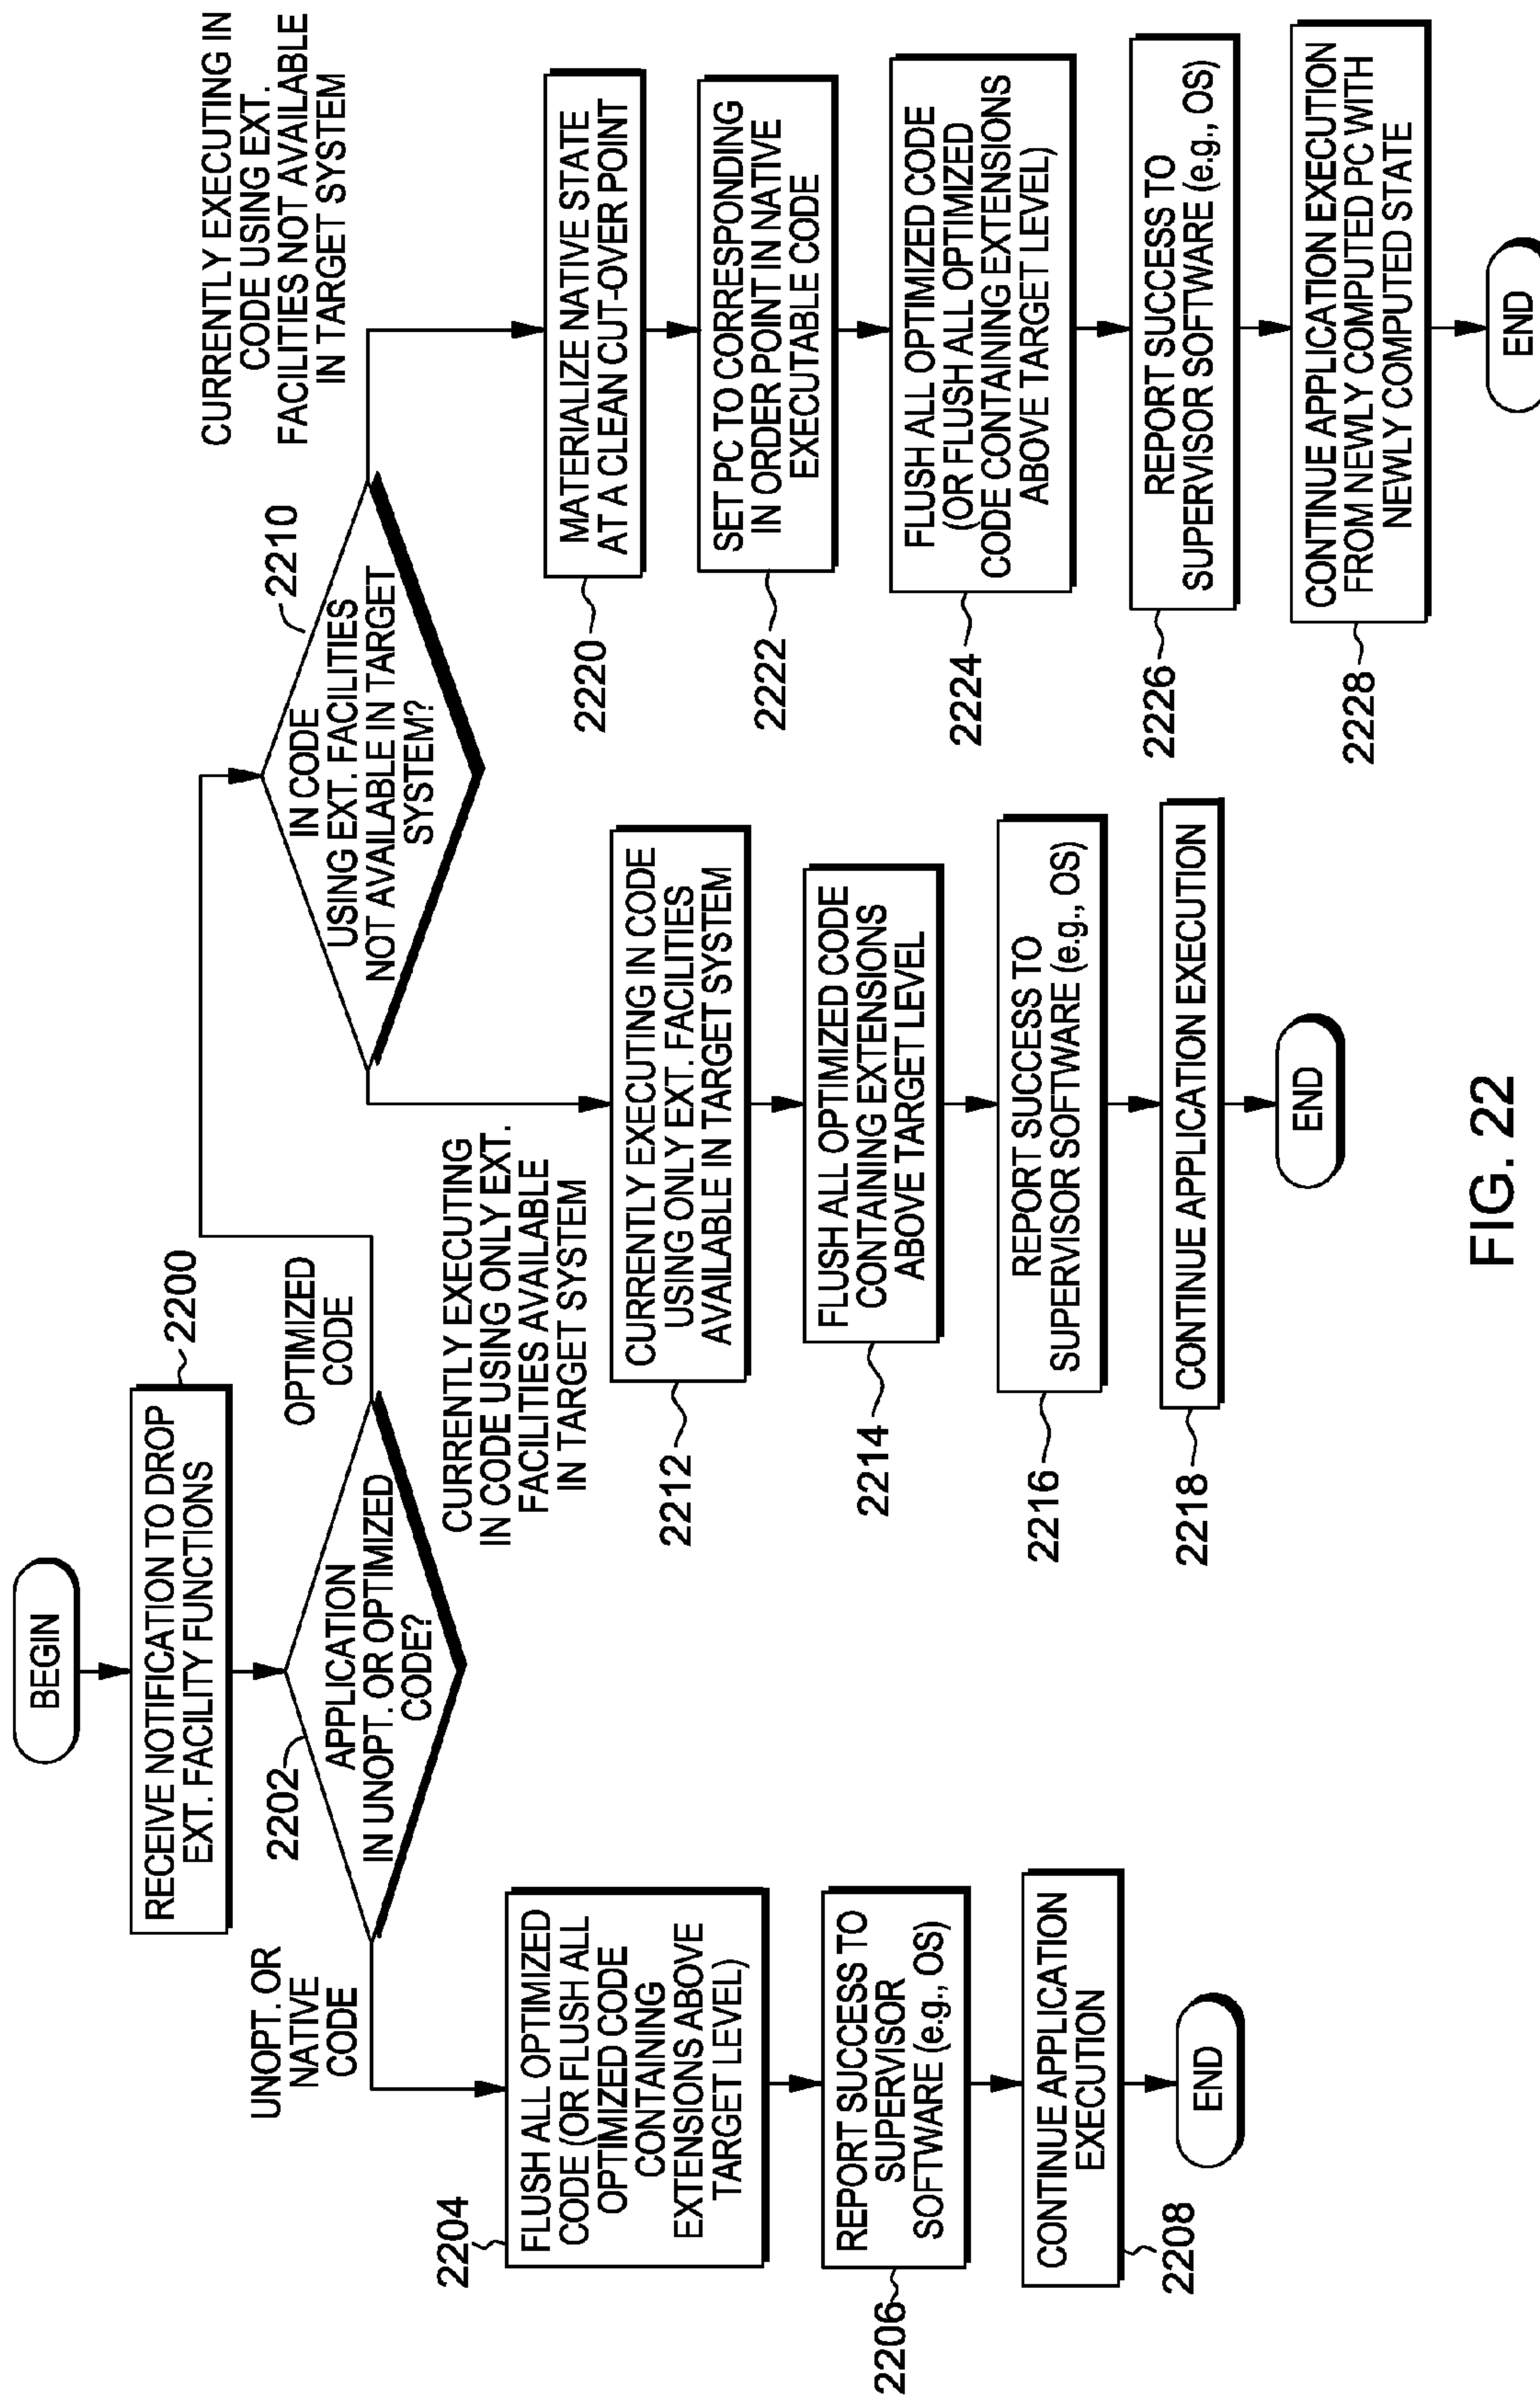 BEGIN
RECEIVE NOTIFICATION TO DROP
EXT. FACILITY FUNCTIONS
2200
2202
APPLICATION
IN UNOPT. OR OPTIMIZED
CODE?
UNOPT. OR
NATIVE
CODE
OPTIMIZED
CODE
2204
FLUSH ALL OPTIMIZED
CODE (OR FLUSH ALL
OPTIMIZED CODE
CONTAINING
EXTENSIONS ABOVE
TARGET LEVEL)
2206
REPORT SUCCESS TO
SUPERVISOR
SOFTWARE (e.g., OS)
CONTINUE APPLICATION
EXECUTION
2208
END
2210
IN CODE
USING EXT. FACILITIES
NOT AVAILABLE IN TARGET
SYSTEM?
CURRENTLY EXECUTING
IN CODE USING ONLY EXT.
FACILITIES AVAILABLE
IN TARGET SYSTEM
2212
CURRENTLY EXECUTING IN CODE
USING ONLY EXT. FACILITIES
AVAILABLE IN TARGET SYSTEM
2214
FLUSH ALL OPTIMIZED CODE
CONTAINING EXTENSIONS
ABOVE TARGET LEVEL
2216
REPORT SUCCESS TO
SUPERVISOR SOFTWARE (e.g., OS)
2218
CONTINUE APPLICATION EXECUTION
END
CURRENTLY EXECUTING IN
CODE USING EXT.
FACILITIES NOT AVAILABLE
IN TARGET SYSTEM
2220
MATERIALIZE NATIVE STATE
AT A CLEAN CUT-OVER POINT
2222
SET PC TO CORRESPONDING
IN ORDER POINT IN NATIVE
EXECUTABLE CODE
2224
FLUSH ALL OPTIMIZED CODE
(OR FLUSH ALL OPTIMIZED
CODE CONTAINING EXTENSIONS
ABOVE TARGET LEVEL)
2226
REPORT SUCCESS TO
SUPERVISOR SOFTWARE (e.g., OS)
2228
CONTINUE APPLICATION EXECUTION
FROM NEWLY COMPUTED PC WITH
NEWLY COMPUTED STATE
END
FIG. 22